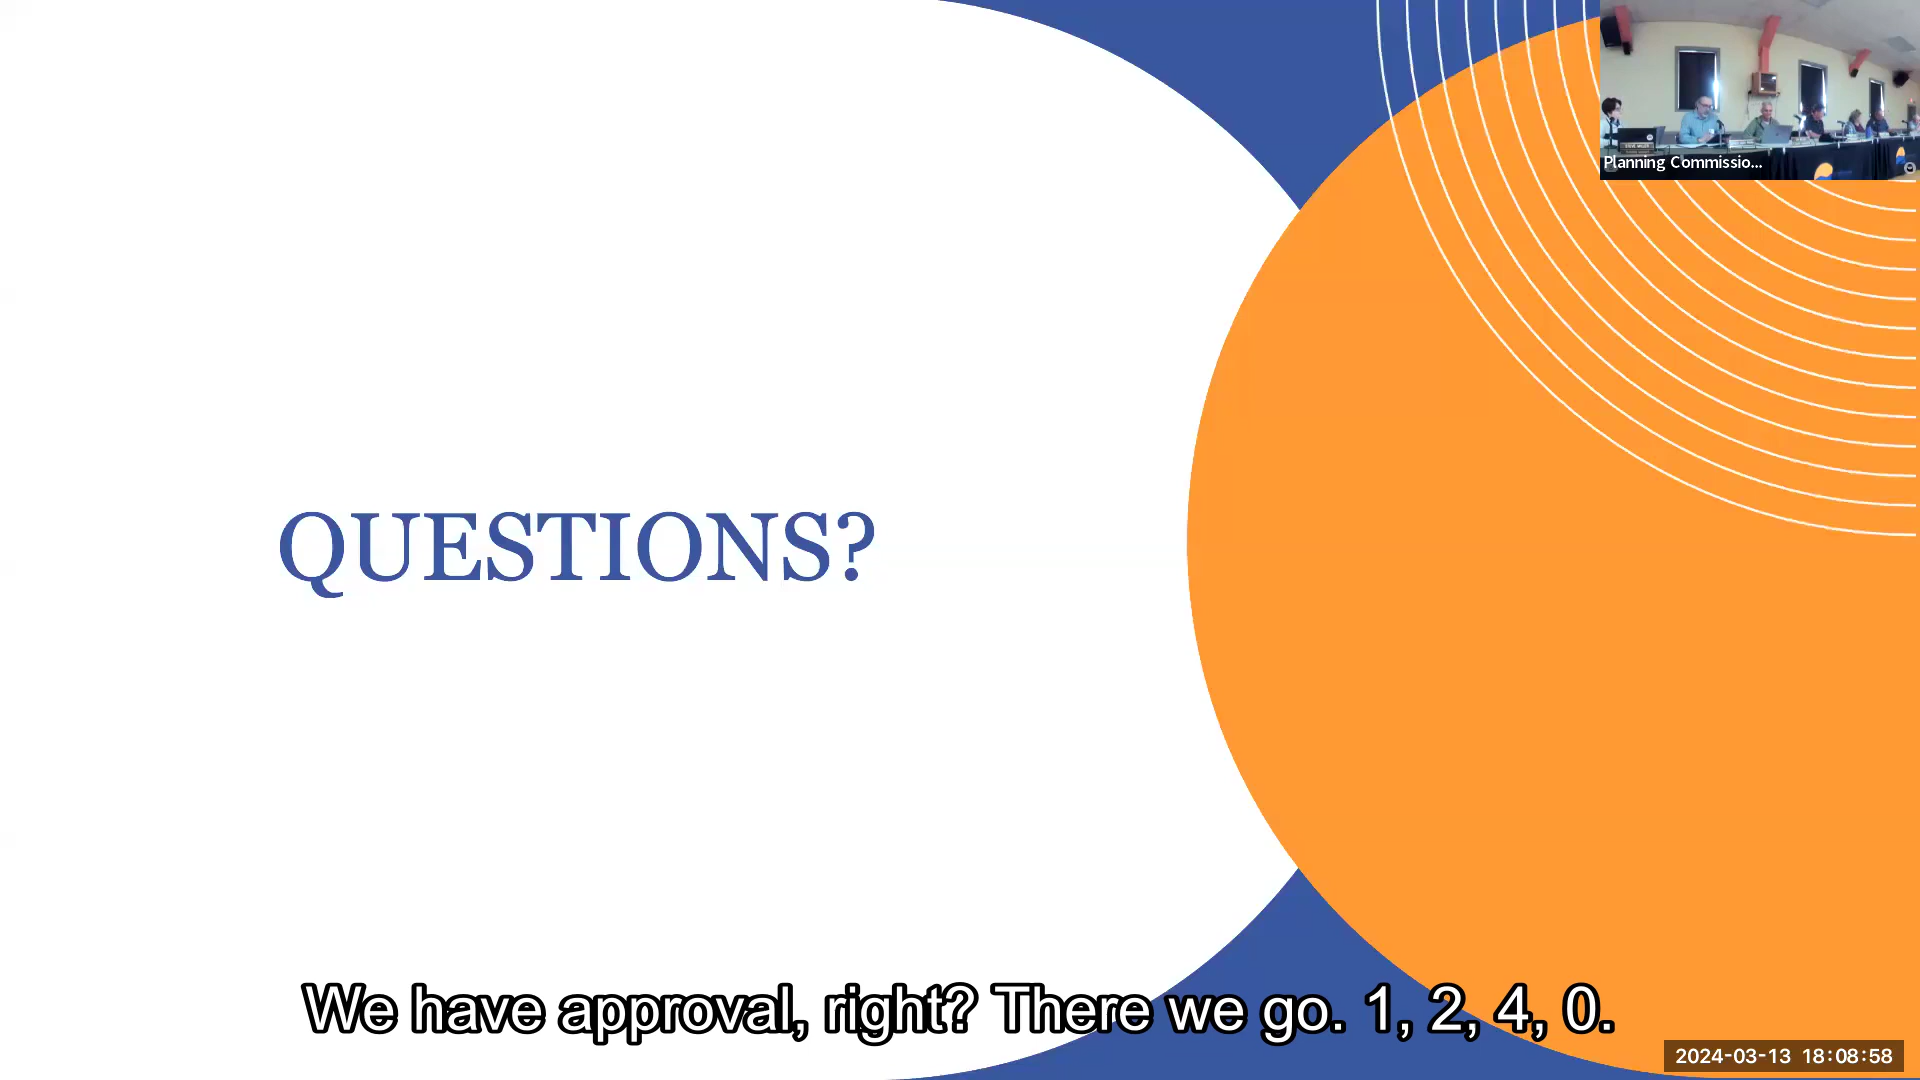 Planning Commissio...
QUESTIONS?
We have approval, right? There we go. 1, 2, 4, 0.
2024-03-13 18:08:58